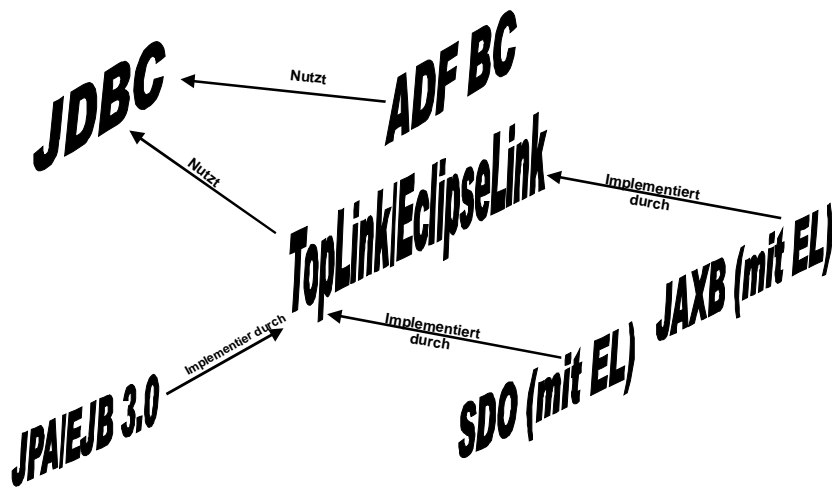 JDBC
Nutzt
ADF BC
Nutzt
TopLink/EclipseLink
Implementiert
durch
JAXB (mit EL)
Implementier durch
Implementiert
durch
SDO (mit EL)
JPA/EJB 3.0